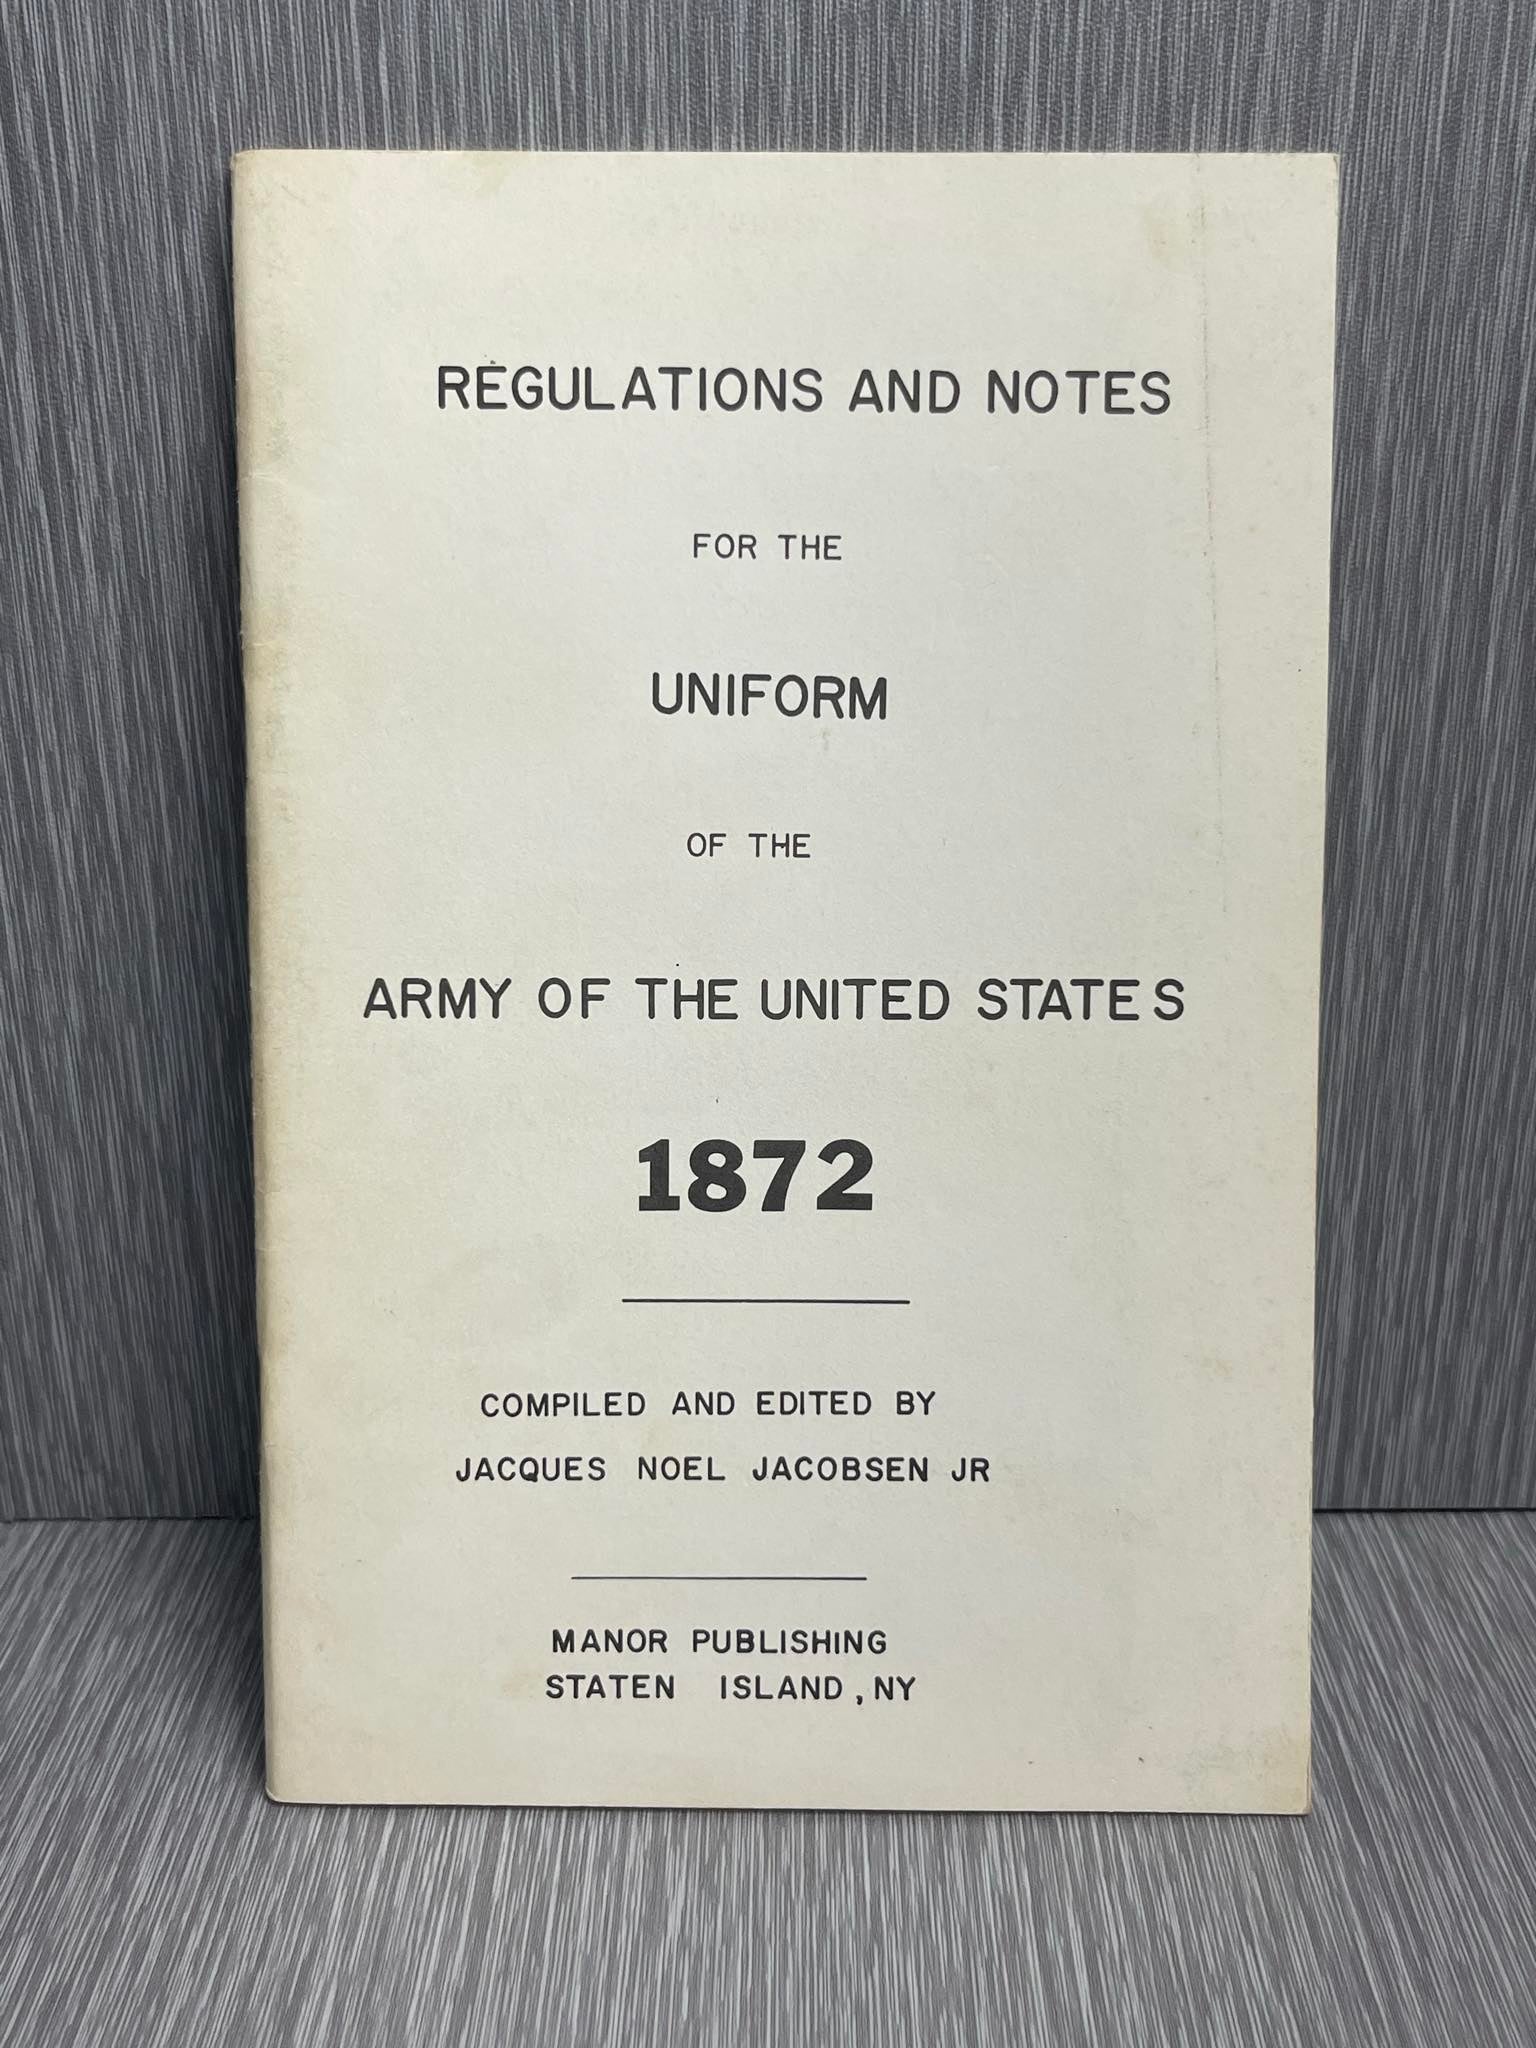 REGULATIONS AND NOTES
FOR THE
UNIFORM
OF THE
ARMY OF THE UNITED STATES
1872
COMPILED AND EDITED BY
JACQUES NOEL JACOBSEN JR
MANOR PUBLISHING
STATEN ISLAND, NY